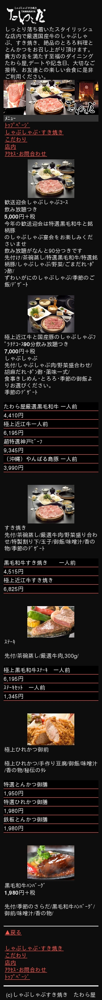 しゃぶしゃぶすき焼き
TAWARAYA
たわら屋
しっとり落ち着いたスタイリッシュ
な店内で厳選国産牛のしゃぶしゃ
ぶ、すき焼き、絶品のとろろ料理と
とんかつをお召し上がり頂けます。
貴方の舌を満たす至福のダイニング
たわら屋,デートや記念日、大切なご
接待、お友達との楽しい会食に是非
ご利用ください。
たわら屋
ﾒﾆｭｰ
ﾄｯﾌﾟﾍﾟｰｼﾞ
しゃぶしゃぶ･すき焼き
こだわり
店内
ｱｸｾｽ･お問合わせ
歓送迎会しゃぶしゃぶｺｰｽ
飲み放題つき
5,000円＋税
今年の歓送迎会は特選黒毛和牛と銘
柄豚
のしゃぶしゃぶ宴会をお楽しみくだ
さいませ
飲み放題がなんと90分つきです
先付け/茶碗蒸し/特選黒毛和牛/特選銘
柄豚/しゃぶしゃぶ/野菜/ごまだれ･ﾎﾟ
ﾝ酢/
ずわいがにのしゃぶしゃぶ/季節のご
飯/ﾃﾞｻﾞｰﾄ
極上近江牛と国産豚のしゃぶしゃぶﾌ
ﾟﾗﾁﾅｺｰｽ90分飲み放題つき
7,000円＋税
しゃぶしゃぶ
先付/しゃぶしゃぶ肉/野菜盛合わせ/
胡麻だれ･ﾎﾟﾝ酢･薬味一式/
食事きしめん･とろろ･季節の御飯よ
りお選びください。
季節のﾃﾞｻﾞｰﾄ
たわら屋厳選黒毛和牛 一人前
4,410円
極上近江牛一人前
6,195円
超特選神戸ﾋﾞｰﾌ
9,345円
（沖縄）やんばる島豚 一人前
3,990円
すき焼き
先付/茶碗蒸し/厳選牛肉/野菜盛り合わ
せ/特製割り下/玉子/御飯/味噌汁/香の
物/季節のﾃﾞｻﾞｰﾄ
黒毛和牛すき焼き　　一人前
4,515円
極上近江牛すき焼き
6,825円
ｽﾃｰｷ
先付/茶碗蒸し/厳選牛肉,300g/
極上黒毛和牛ｽﾃｰｷ　一人前
6,195円
ｽﾃｰｷｾｯﾄ　一人前
1,345円
極上ひれかつ御前
極上ひれかつ/手作り豆腐/御飯/味噌汁
/香の物/秘伝のﾀﾚ
特選とんかつ御膳
1,950円
特選ひれかつ御膳
1,980円
鉄板とんかつ御膳
1,980円
黒毛和牛ﾊﾝﾊﾞｰｸﾞ
1,980円＋税
先付/季節のさらだ/黒毛和牛ﾊﾝﾊﾞｰｸﾞ/
御前/味噌汁/香の物/
▲戻る
しゃぶしゃぶ･すき焼き
こだわり
店内
ｱｸｾｽ･お問合わせ
ﾄｯﾌﾟﾍﾟｰｼﾞ
(c)しゃぶしゃぶすき焼き　たわら屋